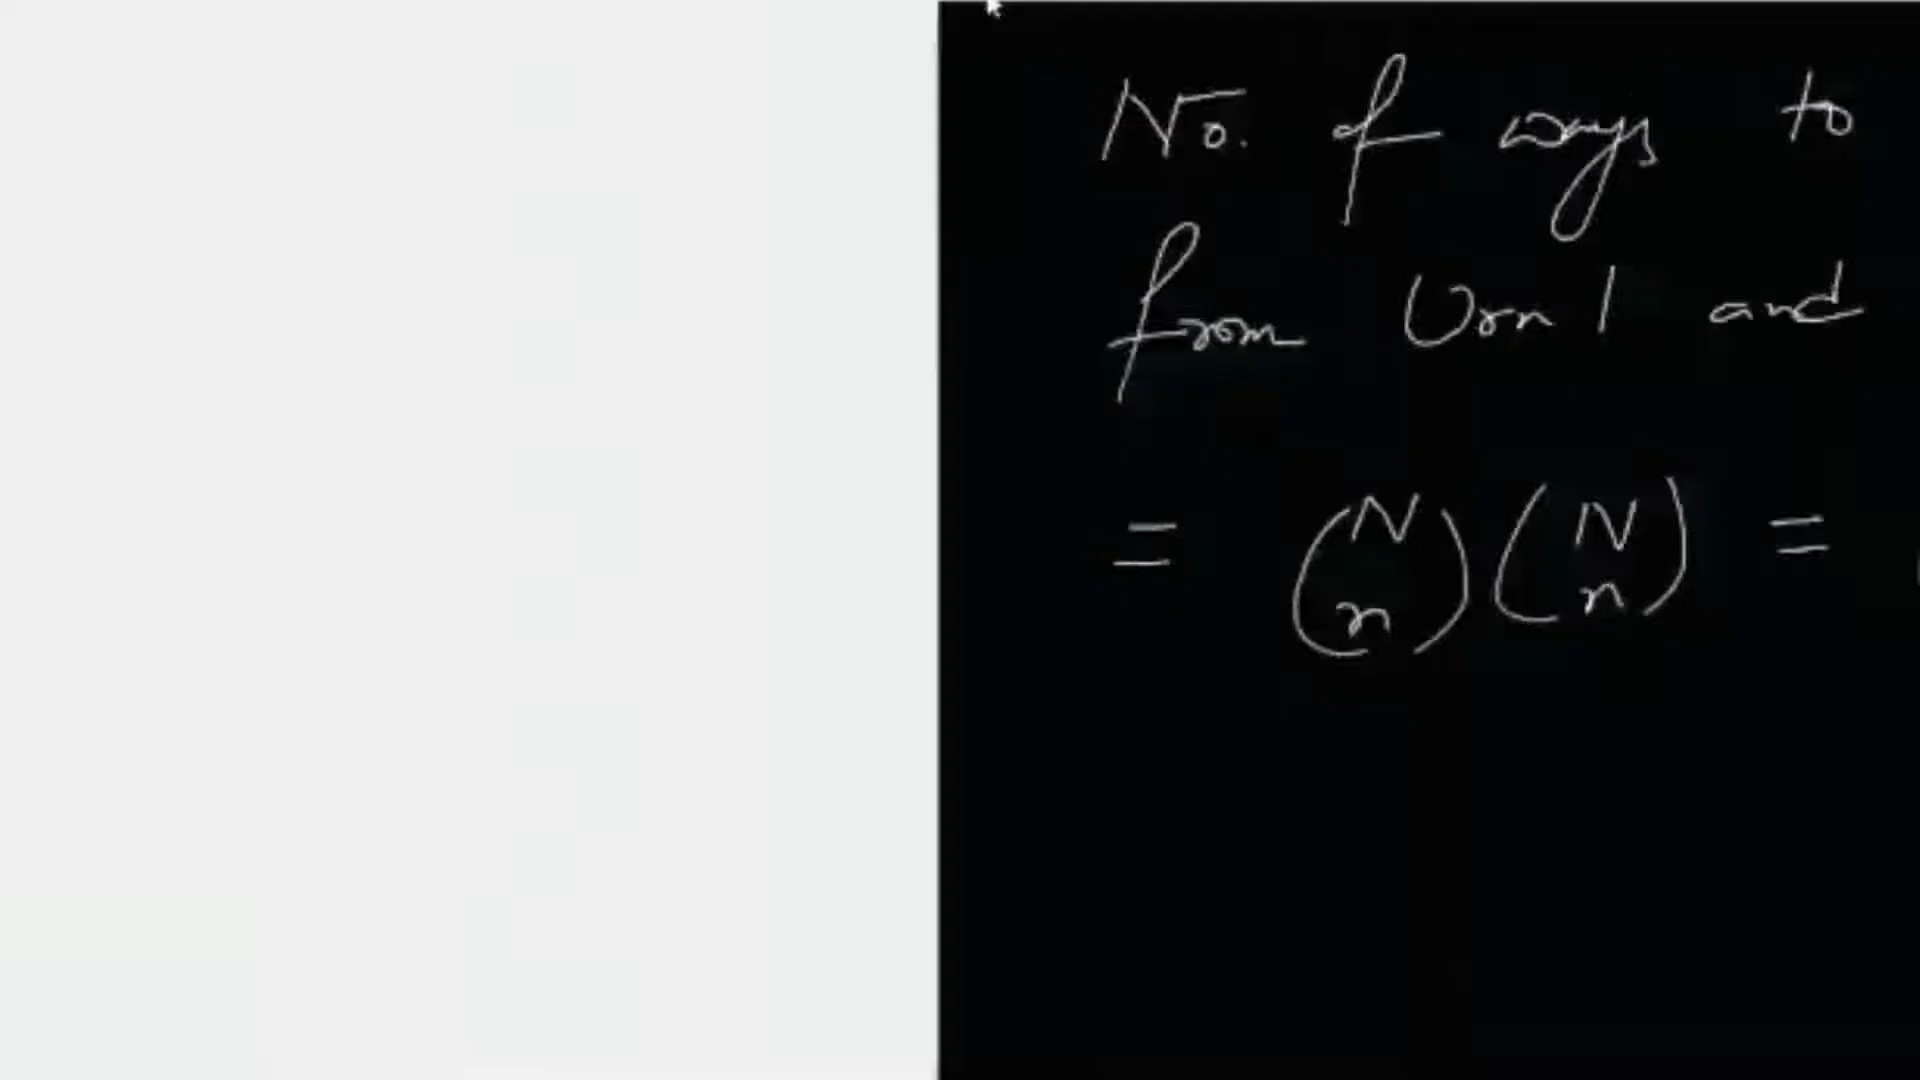 No. of ways to
from Urn 1 and
= (N n) (N n) =